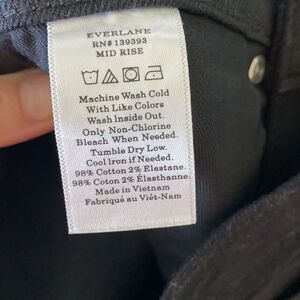 EVERLANE
RN# 139393
MID RISE
Machine Wash Cold
With Like Colors
Wash Inside Out.
Only Non-Chlorine
Bleach When Needed.
Tumble Dry Low.
Cool Iron if Needed.
98% Cotton 2% Elastane.
98% Cotton 2% Élasthanne.
Made in Vietnam
Fabriqué au Viêt-Nam